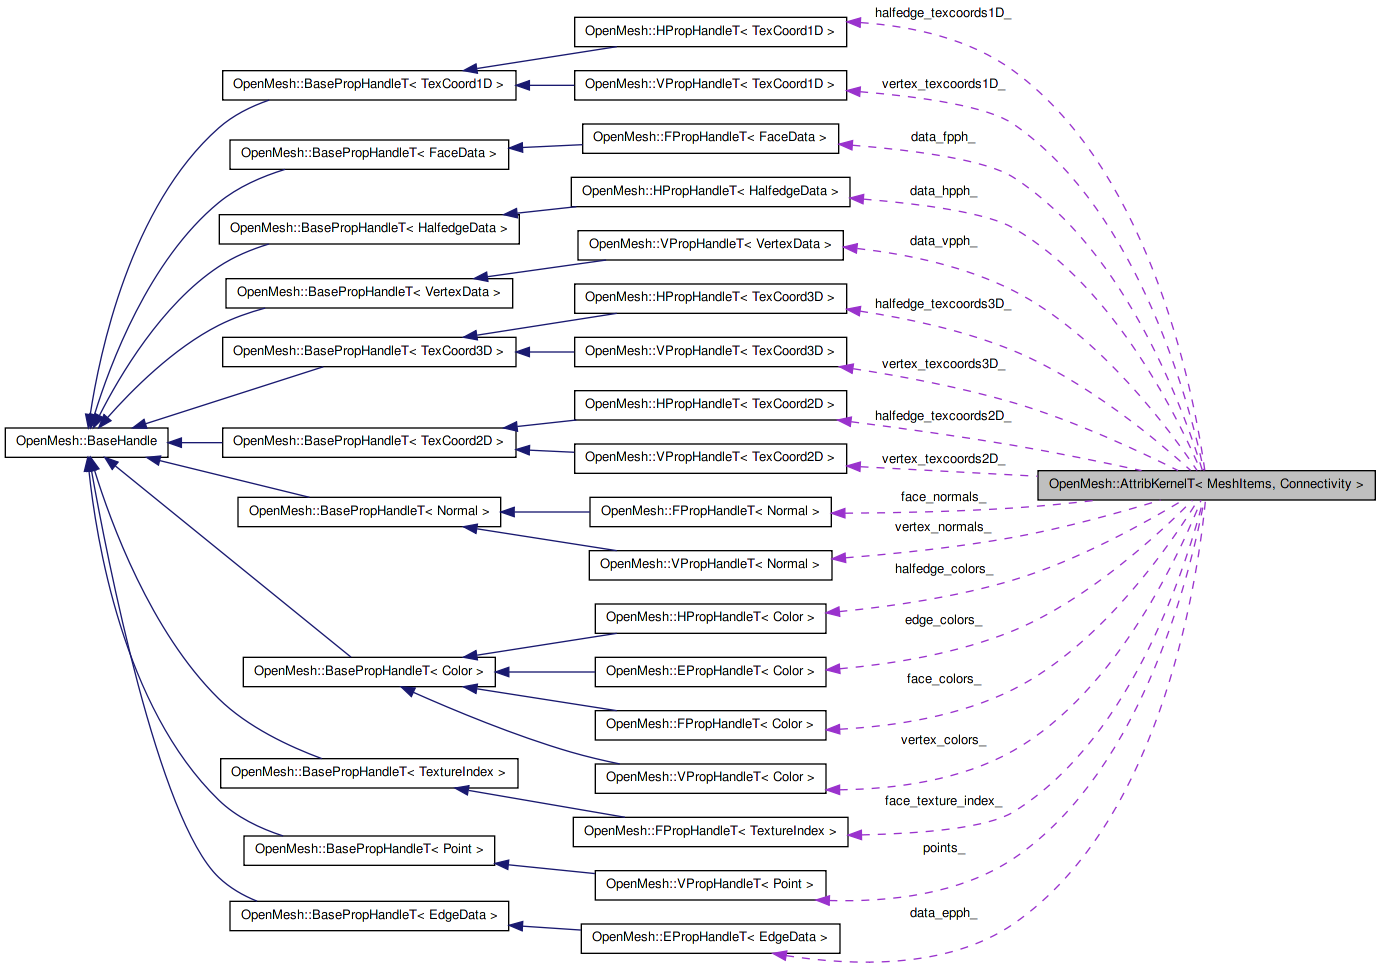 halfedge_texcoords1D_
OpenMesh::HPropHandleT< TexCoord1D >
OpenMesh::BasePropHandleT< TexCoord1D >
OpenMesh::VPropHandleT< TexCoord1D >
vertex_texcoords1D_
OpenMesh::BasePropHandleT< FaceData >
OpenMesh::FPropHandleT< FaceData >
data_fpph_
OpenMesh::HPropHandleT< HalfedgeData >
data_hpph_
OpenMesh::BasePropHandleT< HalfedgeData >
OpenMesh::VPropHandleT< VertexData >
data_vpph_
OpenMesh::BasePropHandleT< VertexData >
OpenMesh::HPropHandleT< TexCoord3D >
halfedge_texcoords3D_
OpenMesh::BasePropHandleT< TexCoord3D >
OpenMesh::VPropHandleT< TexCoord3D >
vertex_texcoords3D_
OpenMesh::HPropHandleT< TexCoord2D >
halfedge_texcoords2D_
OpenMesh::BaseHandle
OpenMesh::BasePropHandleT< TexCoord2D >
OpenMesh::VPropHandleT< TexCoord2D >
vertex_texcoords2D_
OpenMesh::AttribKernelT< MeshItems, Connectivity >
OpenMesh::BasePropHandleT< Normal >
OpenMesh::FPropHandleT< Normal >
face_normals_
vertex_normals_
OpenMesh::VPropHandleT< Normal >
halfedge_colors_
OpenMesh::HPropHandleT< Color >
edge_colors_
OpenMesh::BasePropHandleT< Color >
OpenMesh::EPropHandleT< Color >
face_colors_
OpenMesh::FPropHandleT< Color >
vertex_colors_
OpenMesh::BasePropHandleT< TextureIndex >
OpenMesh::VPropHandleT< Color >
face_texture_index_
OpenMesh::FPropHandleT< TextureIndex >
OpenMesh::BasePropHandleT< Point >
points_
OpenMesh::VPropHandleT< Point >
OpenMesh::BasePropHandleT< EdgeData >
data_epph_
OpenMesh::EPropHandleT< EdgeData >